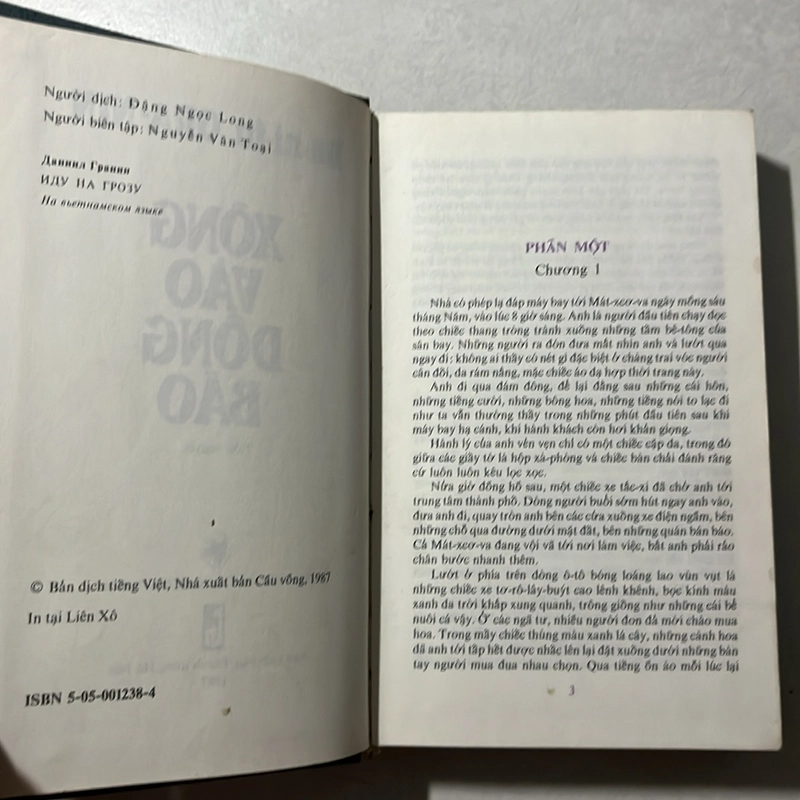 Người dịch: Đặng Ngọc Long
Người biên tập: Nguyễn Văn Toại
Даниил Гранин
ИДУ НА ГРОЗУ
На вьетнамском языке
XÔNG
VÀO
DÔNG
BÃO
© Bản dịch tiếng Việt, Nhà xuất bản Cầu vồng, 1987
In tại Liên Xô
ISBN 5-05-001238-4
PHẦN MỘT
Chương 1
Nhà có phép lạ đáp máy bay tới Mát-xcơ-va ngày mồng sáu
tháng Năm, vào lúc 8 giờ sáng. Anh là người đầu tiên chạy dọc
theo chiếc thang tròng trành xuống những tấm bê-tông của
sân bay. Những người ra đón đưa mắt nhìn anh và lướt qua
ngay đi: không ai thấy có nét gì đặc biệt ở chàng trai vóc người
cân đối, da rám nắng, mặc chiếc áo dạ hợp thời trang này.
Anh đi qua đám đông, để lại đằng sau những cái hôn,
những tiếng cười, những bông hoa, những tiếng nói to lạc đi
như ta vẫn thường thấy trong những phút đầu tiên sau khi
máy bay hạ cánh, khi hành khách còn hơi khản giọng.
Hành lý của anh vẻn vẹn chỉ có một chiếc cặp da, trong đó
giữa các giấy tờ là hộp xà-phòng và chiếc bàn chải đánh răng
cứ luôn luôn kêu lọc xọc.
Nửa giờ đồng hồ sau, một chiếc xe tắc-xi đã chở anh tới
trung tâm thành phố. Dòng người buổi sớm hút ngay anh vào,
đưa anh đi, quay tròn anh bên các cửa xuống xe điện ngầm, bên
những chỗ qua đường dưới mặt đất, bên những quán bán báo.
Cả Mát-xcơ-va đang vội vã tới nơi làm việc, bắt anh phải rảo
chân bước nhanh thêm.
Lướt ở phía trên dòng ô-tô bóng loáng lao vùn vụt là
những chiếc xe tơ-rô-lây-buýt cao lênh khênh, bọc kính màu
xanh da trời khắp xung quanh, trông giống như những cái bể
nuôi cá vậy. Ở các ngã tư, nhiều người đon đả mời chào mua
hoa. Trong mấy chiếc thùng màu xanh lá cây, những cành hoa
dã anh tới tấp hết được nhấc lên lại đặt xuống dưới những bàn
tay người mua đua nhau chọn. Qua tiếng ồn ào mỗi lúc lại
3